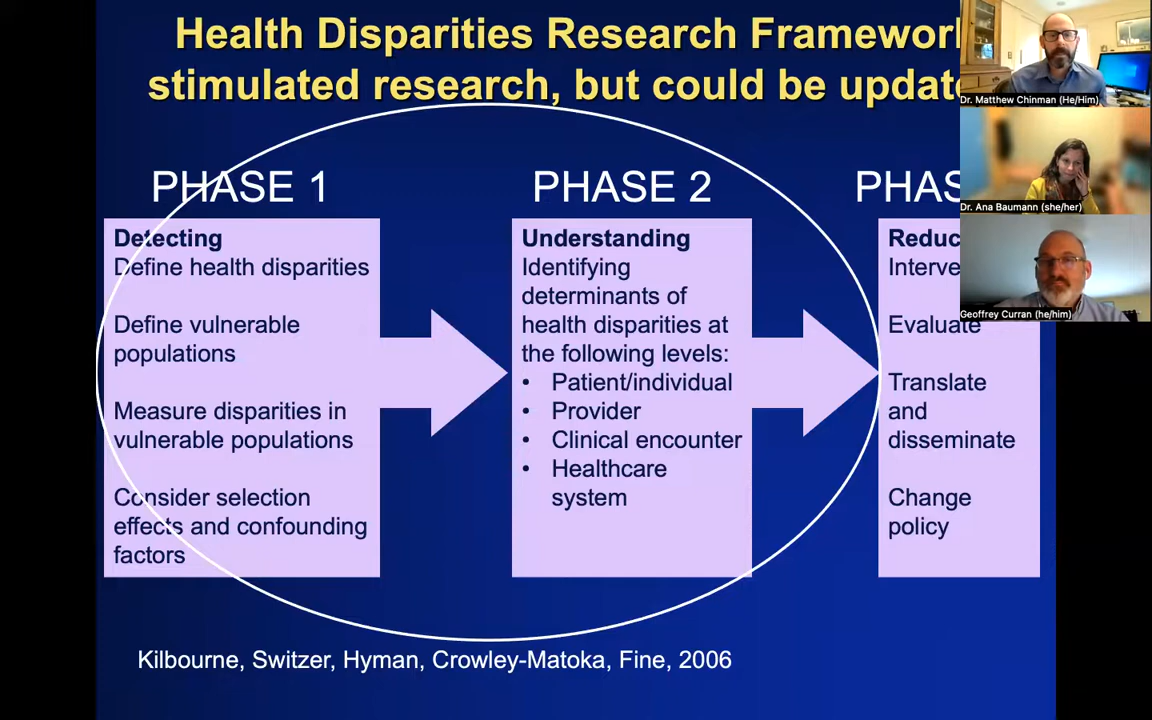 Health Disparities Research Framework
stimulated research, but could be update
Dr. Matthew Chinman (He/Him)
Dr. Ana Baumann (she/her)
Geoffrey Curran (he/him)
PHASE 1
Detecting
Define health disparities
Define vulnerable
populations
Measure disparities in
vulnerable populations
Consider selection
effects and confounding
factors
PHASE 2
Understanding
Identifying
determinants of
health disparities at
the following levels:
• Patient/individual
• Provider
• Clinical encounter
• Healthcare
system
PHAS
Reduc
Interve
Evaluate
Translate
and
disseminate
Change
policy
Kilbourne, Switzer, Hyman, Crowley-Matoka, Fine, 2006